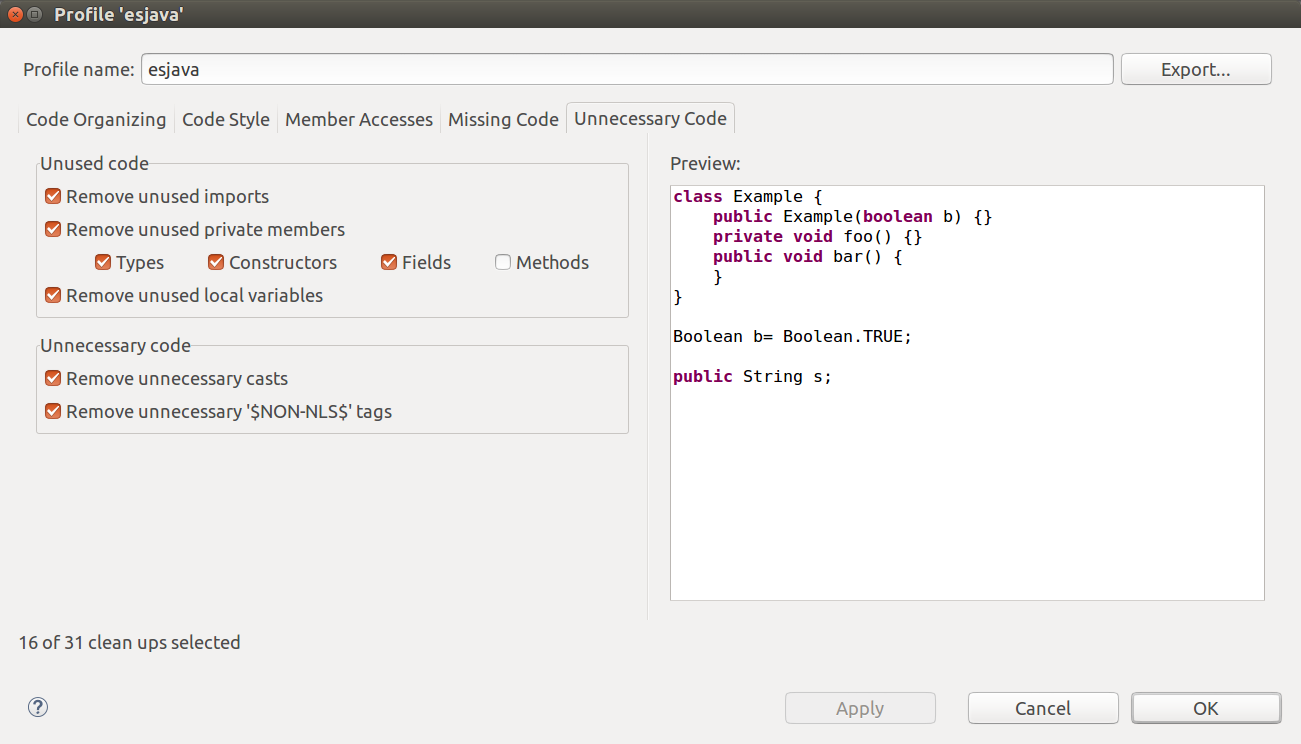 Profile 'esjava'
Profile name: esjava Export...
Code Organizing Code Style Member Accesses Missing Code Unnecessary Code
Unused code
Remove unused imports
Remove unused private members
Types Constructors Fields Methods
Remove unused local variables
Unnecessary code
Remove unnecessary casts
Remove unnecessary '$NON-NLS$' tags
Preview:
class Example {
    public Example(boolean b) {}
    private void foo() {}
    public void bar() {
    }
}
Boolean b= Boolean.TRUE;
public String s;
16 of 31 clean ups selected
?
Apply Cancel OK